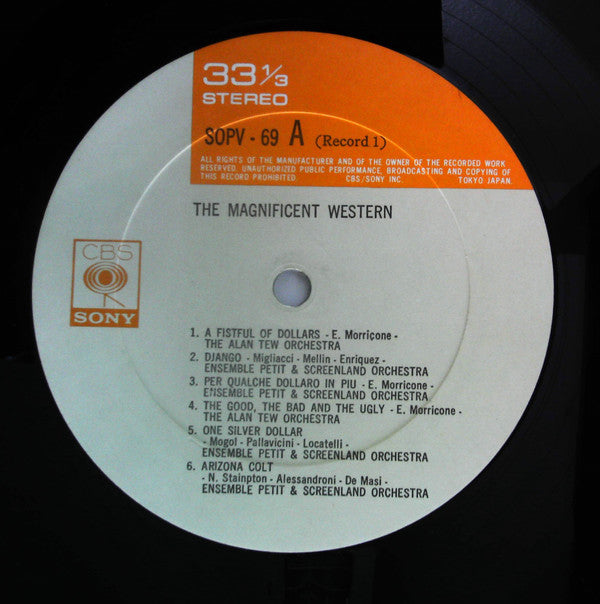 33 1/3
STEREO
SOPV · 69 A (Record 1)
ALL RIGHTS OF THE MANUFACTURER AND OF THE OWNER OF THE RECORDED WORK
RESERVED. UNAUTHORIZED PUBLIC PERFORMANCE, BROADCASTING AND COPYING OF
THIS RECORD PROHIBITED. CBS/SONY INC. TOKYO JAPAN.
THE MAGNIFICENT WESTERN
CBS
SONY
1. A FISTFUL OF DOLLARS - E. Morricone -
THE ALAN TEW ORCHESTRA
2. DJANGO - Migliacci - Mellin - Enriquez -
ENSEMBLE PETIT & SCREENLAND ORCHESTRA
3. PER QUALCHE DOLLARO IN PIU - E. Morricone -
ENSEMBLE PETIT & SCREENLAND ORCHESTRA
4. THE GOOD, THE BAD AND THE UGLY - E. Morricone -
THE ALAN TEW ORCHESTRA
5. ONE SILVER DOLLAR
- Mogol - Pallavicini - Locatelli -
ENSEMBLE PETIT & SCREENLAND ORCHESTRA
6. ARIZONA COLT
- N. Stainpton - Alessandroni - De Masi -
ENSEMBLE PETIT & SCREENLAND ORCHESTRA